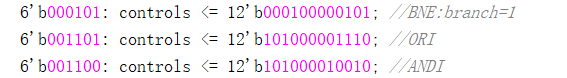 6'b000101: controls <= 12'b000100000101; //BNE:branch=1
6'b001101: controls <= 12'b101000001110; //ORI
6'b001100: controls <= 12'b101000010010; //ANDI